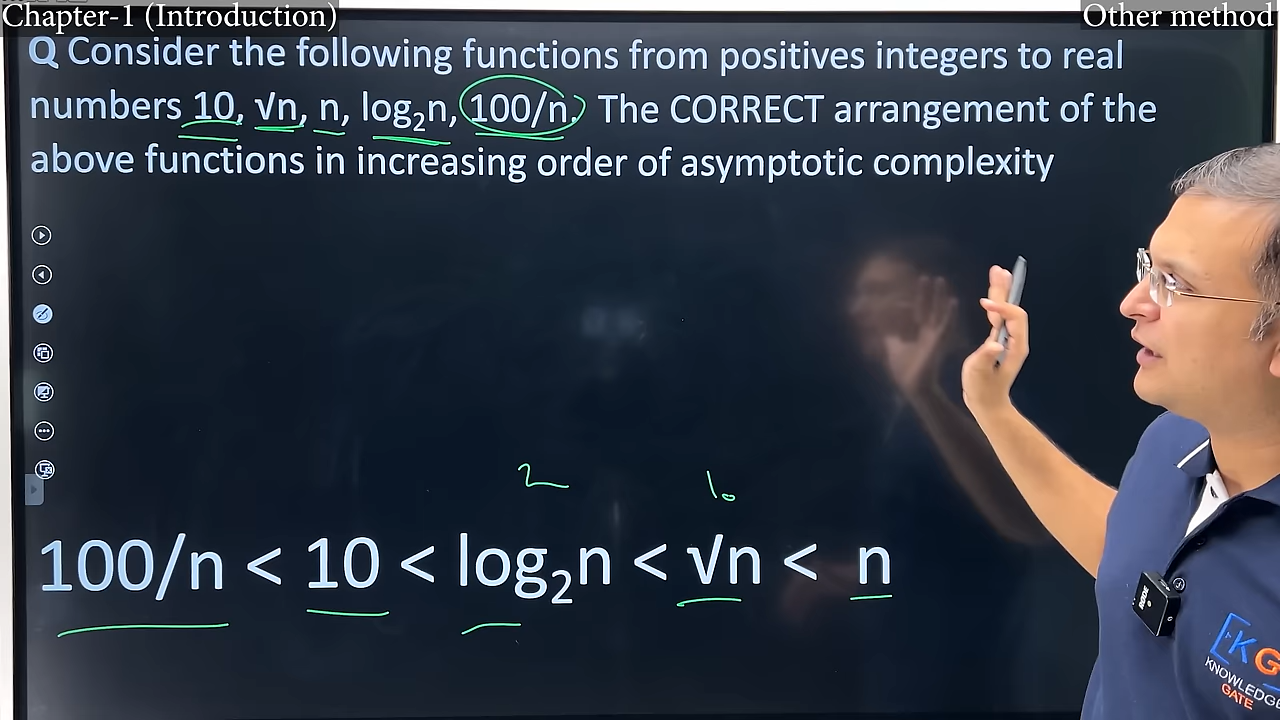 Chapter-1 (Introduction)
Other method
Q Consider the following functions from positives integers to real
numbers 10, √n, n, log₂n, 100/n. The CORRECT arrangement of the
above functions in increasing order of asymptotic complexity
2
10
100/n < 10 < log₂n < √n < n
KG
KNOWLEDGE
GATE